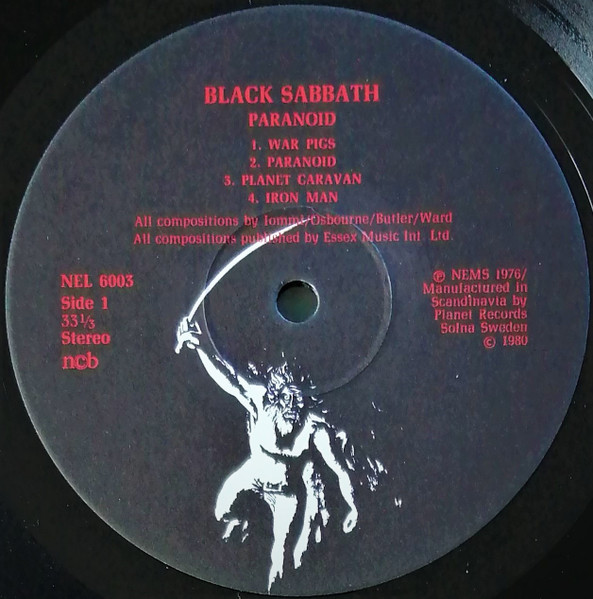 BLACK SABBATH
PARANOID
1. WAR PIGS
2. PARANOID
3. PLANET CARAVAN
4. IRON MAN
All compositions by Iommi/Osbourne/Butler/Ward
All compositions published by Essex Music Int. Ltd.
NEL 6003
Side 1
33⅓
Stereo
ncb
℗ NEMS 1976/
Manufactured in
Scandinavia by
Planet Records
Solna Sweden
© 1980